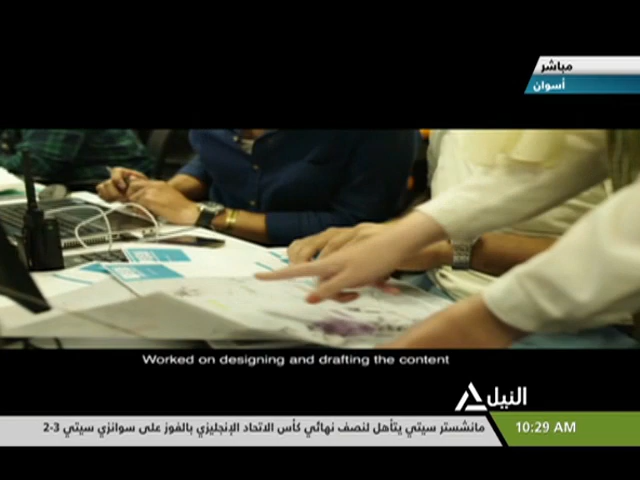 مباشر
أسوان
Worked on designing and drafting the content
النيل
مانشستر سيتي يتأهل لنصف نهائي كأس الاتحاد الإنجليزي بالفوز على سوانزي سيتي 3-2
10:29 AM